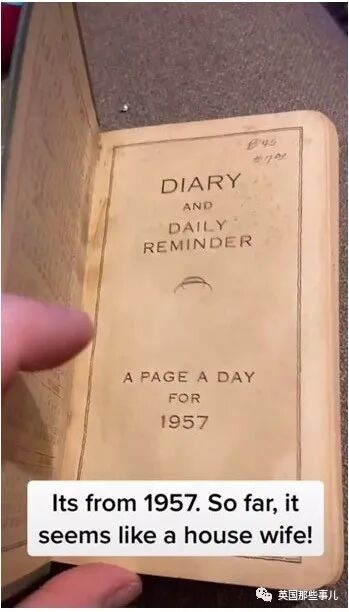 DIARY
AND
DAILY
REMINDER
A PAGE A DAY
FOR
1957
Its from 1957. So far, it
seems like a house wife!
英国那些事儿